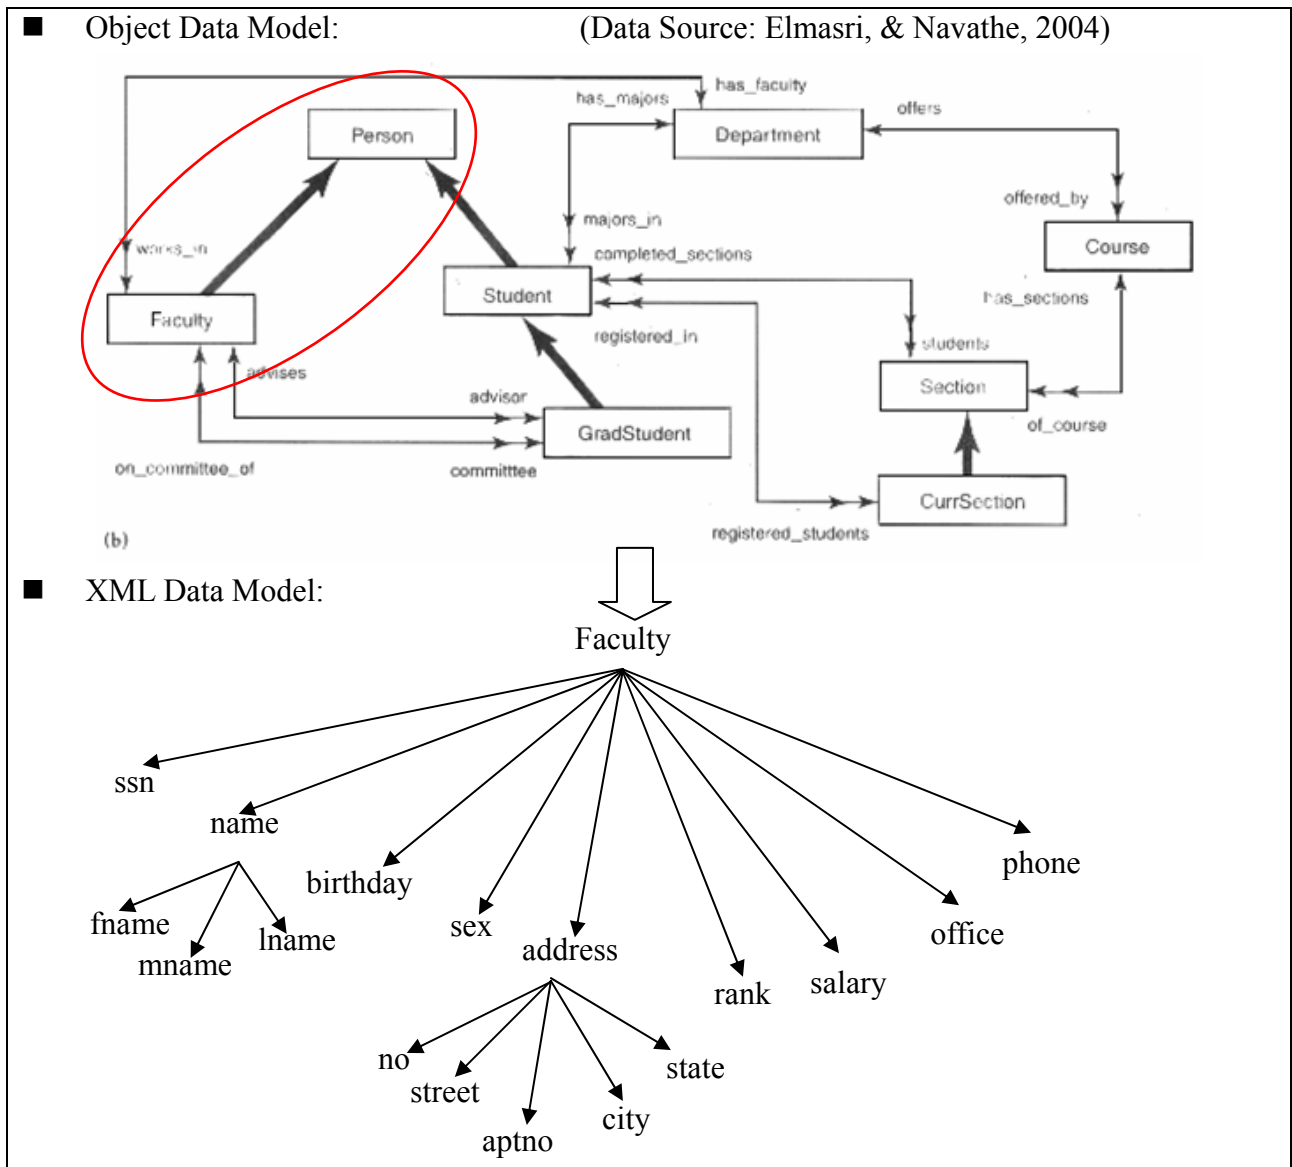 ■ Object Data Model: (Data Source: Elmasri, & Navathe, 2004)
has_faculty
has_majors
offers
Person
Department
offered_by
majors_in
works_in
completed_sections
Course
Student
has_sections
Faculty
registered_in
students
advises
Section
advisor
of_course
GradStudent
on_committee_of
committtee
CurrSection
registered_students
(b)
■ XML Data Model:
Faculty
ssn
name
phone
birthday
fname
sex
lname
office
address
mname
salary
rank
no
state
street
city
aptno